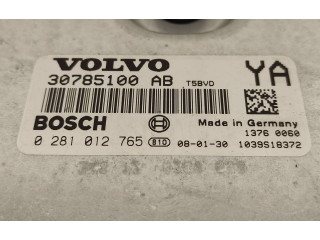 VOLVO
30785100 AB T5BVD YA
BOSCH Made in Germany
1376 0060
0 281 012 765 810 08-01-30 1039S18372